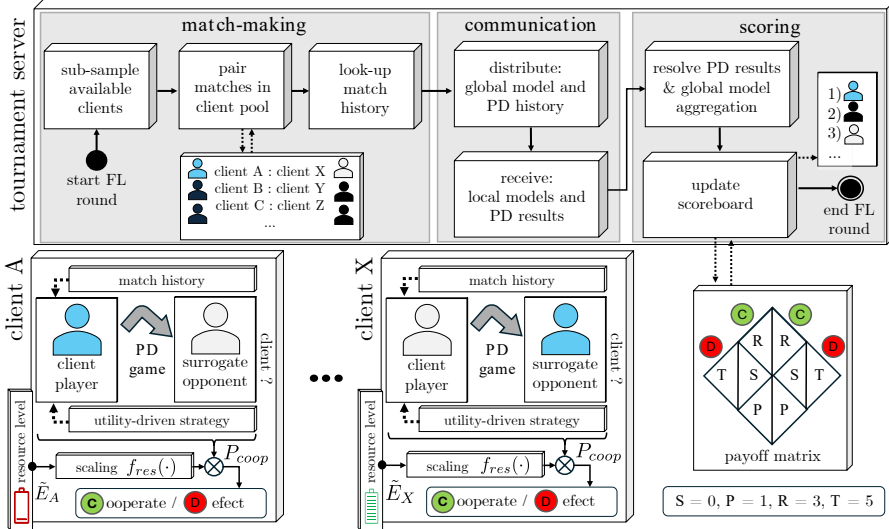 tournament server
match-making
communication
scoring
sub-sample
available
clients
pair
matches in
client pool
look-up
match
history
distribute:
global model and
PD history
resolve PD results
& global model
aggregation
1)
2)
3)
...
start FL
round
client A : client X
client B : client Y
client C : client Z
...
receive:
local models and
PD results
update
scoreboard
end FL
round
client A
match history
client
player
PD
game
surrogate
opponent
client ?
utility-driven strategy
resource level
scaling f_res(·)
P_coop
Ẽ_A
C ooperate / D efect
client X
match history
client
player
PD
game
surrogate
opponent
client ?
utility-driven strategy
resource level
scaling f_res(·)
P_coop
Ẽ_X
C ooperate / D efect
C C
D D
R R
T S S T
P P
payoff matrix
S = 0, P = 1, R = 3, T = 5